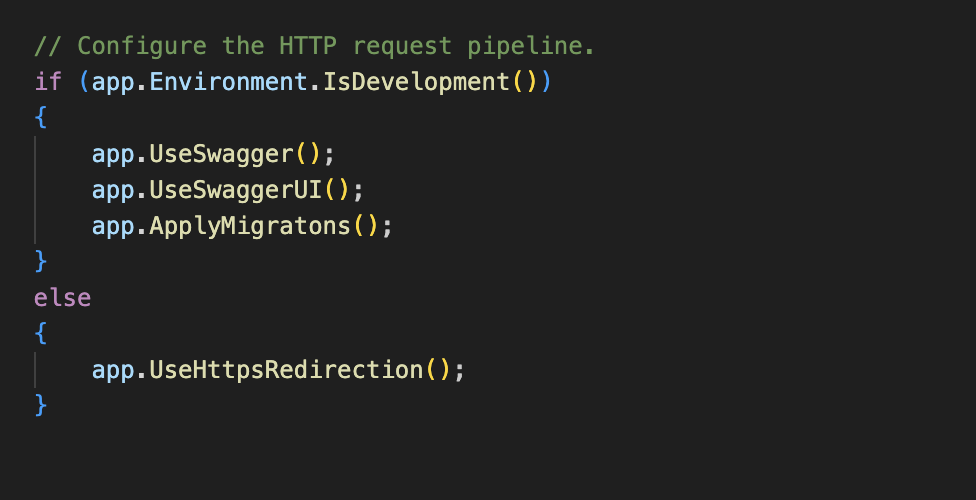 // Configure the HTTP request pipeline.
if (app.Environment.IsDevelopment())
{
    app.UseSwagger();
    app.UseSwaggerUI();
    app.ApplyMigratons();
}
else
{
    app.UseHttpsRedirection();
}